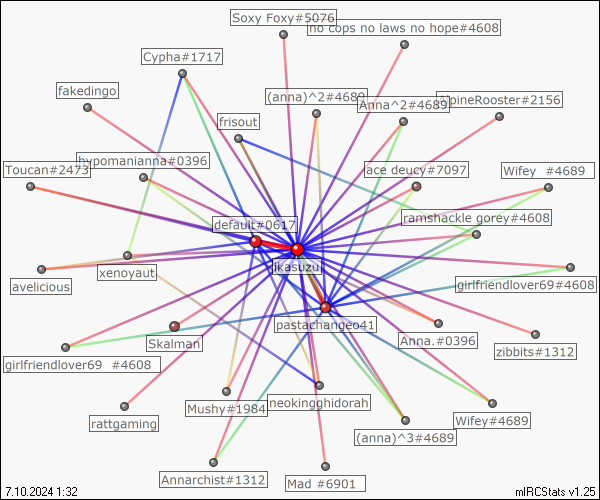 Soxy Foxy#5076
no cops no laws no hope#4608
Cypha#1717
fakedingo
(anna)^2#4689
Anna^2#4689
AlpineRooster#2156
frisout
hypomanianna#0396
Toucan#2473
ace deucy#7097
Wifey #4689
default#0617
ramshackle gorey#4608
likasuzu
xenoyaut
avelicious
girlfriendlover69#4608
pastachangeo41
Skalman
Anna.#0396
zibbits#1312
girlfriendlover69 #4608
rattgaming
Mushy#1984
neokingghidorah
Wifey#4689
(anna)^3#4689
Annarchist#1312
Mad #6901
7.10.2024 1:32
mIRCStats v1.25